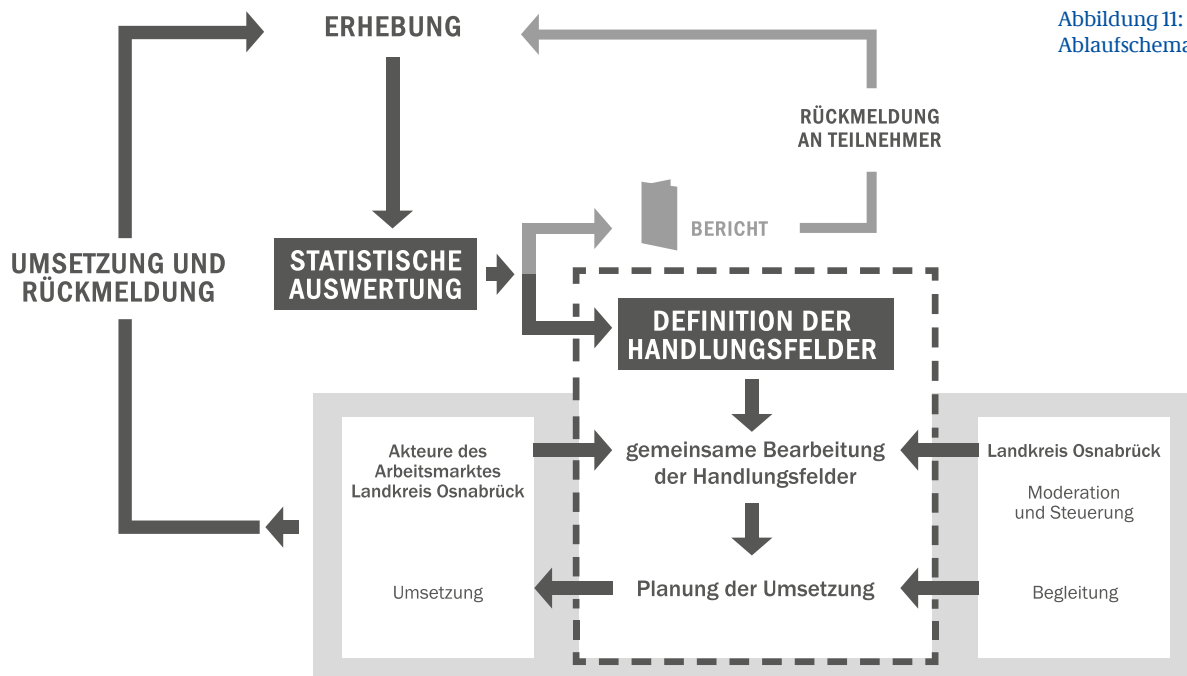 Abbildung 11:
Ablaufschema
ERHEBUNG
RÜCKMELDUNG
AN TEILNEHMER
BERICHT
UMSETZUNG UND
RÜCKMELDUNG
STATISTISCHE
AUSWERTUNG
DEFINITION DER
HANDLUNGSFELDER
Akteure des
Arbeitsmarktes
Landkreis Osnabrück
gemeinsame Bearbeitung
der Handlungsfelder
Landkreis Osnabrück
Moderation
und Steuerung
Umsetzung
Planung der Umsetzung
Begleitung